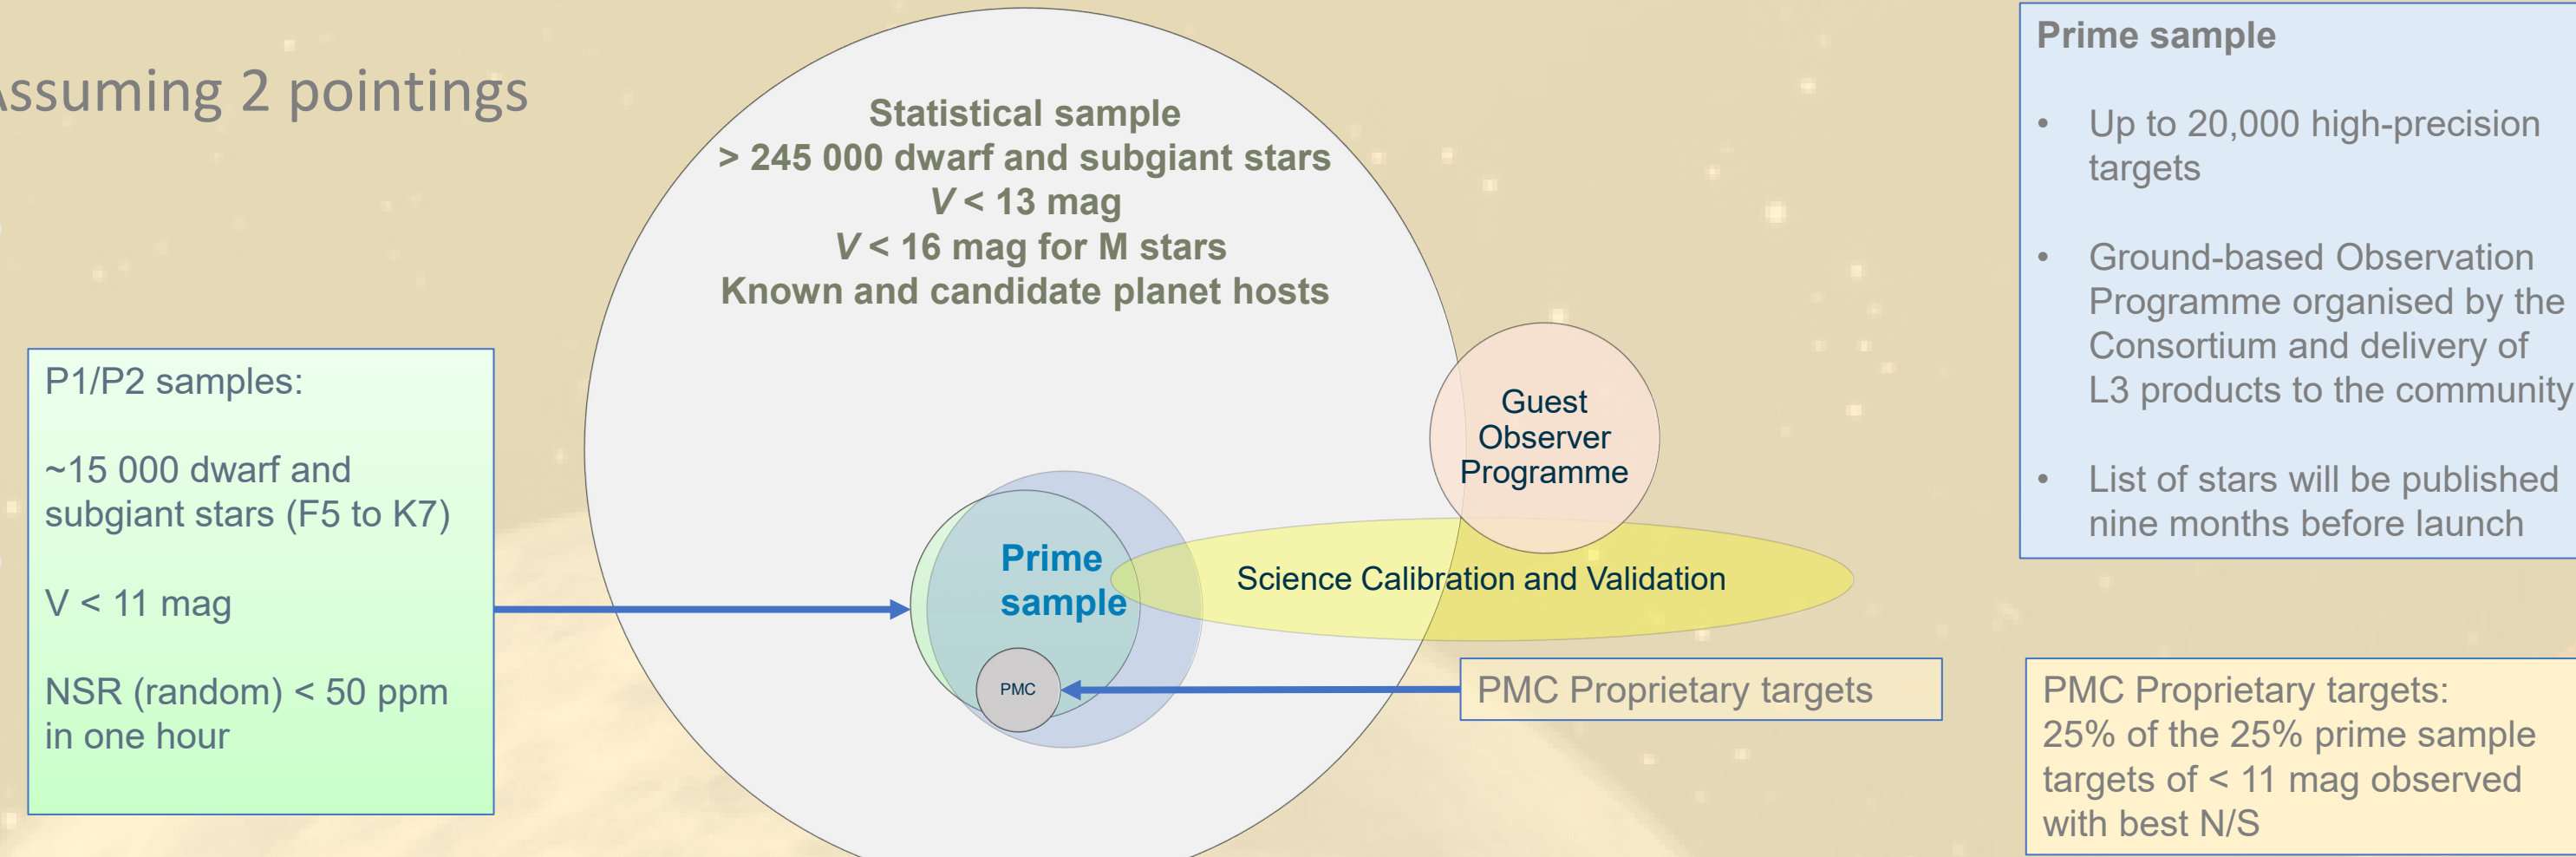 Assuming 2 pointings
Statistical sample
> 245 000 dwarf and subgiant stars
V < 13 mag
V < 16 mag for M stars
Known and candidate planet hosts
P1/P2 samples:
~15 000 dwarf and
subgiant stars (F5 to K7)
V < 11 mag
NSR (random) < 50 ppm
in one hour
Guest
Observer
Programme
Prime
sample
Science Calibration and Validation
PMC
PMC Proprietary targets
Prime sample
• Up to 20,000 high-precision
targets
• Ground-based Observation
Programme organised by the
Consortium and delivery of
L3 products to the community
• List of stars will be published
nine months before launch
PMC Proprietary targets:
25% of the 25% prime sample
targets of < 11 mag observed
with best N/S